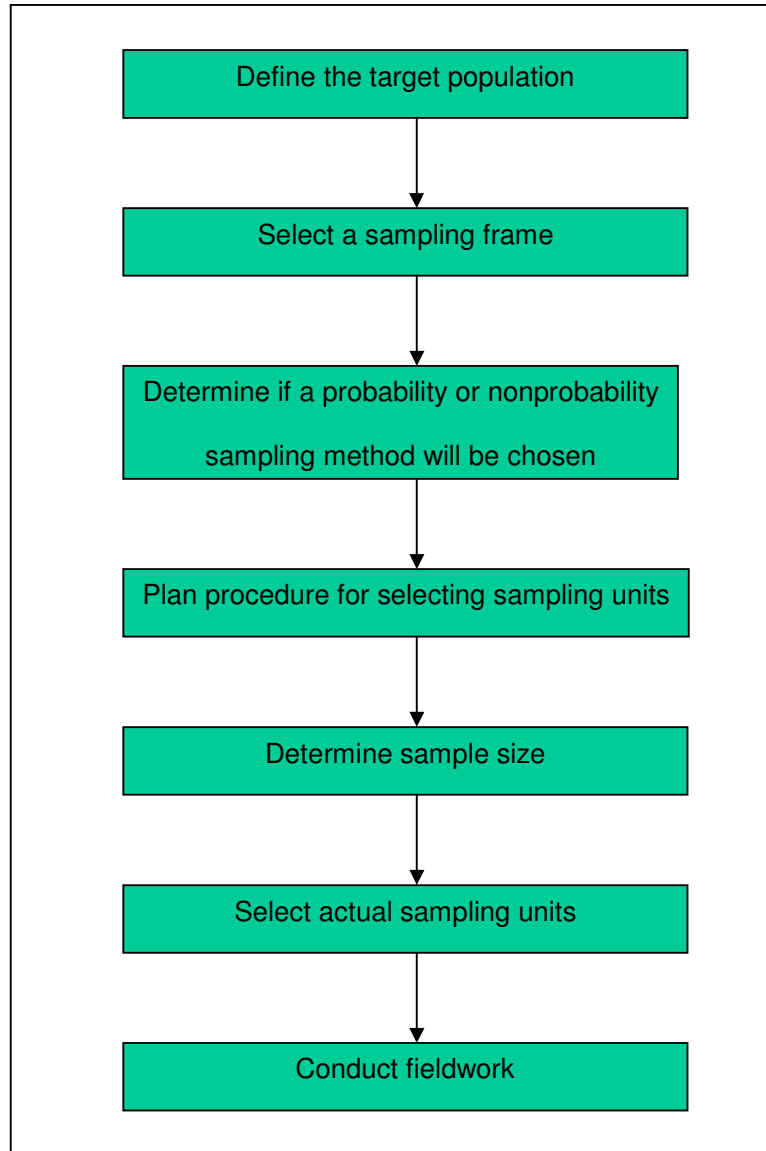 Define the target population
Select a sampling frame
Determine if a probability or nonprobability
sampling method will be chosen
Plan procedure for selecting sampling units
Determine sample size
Select actual sampling units
Conduct fieldwork